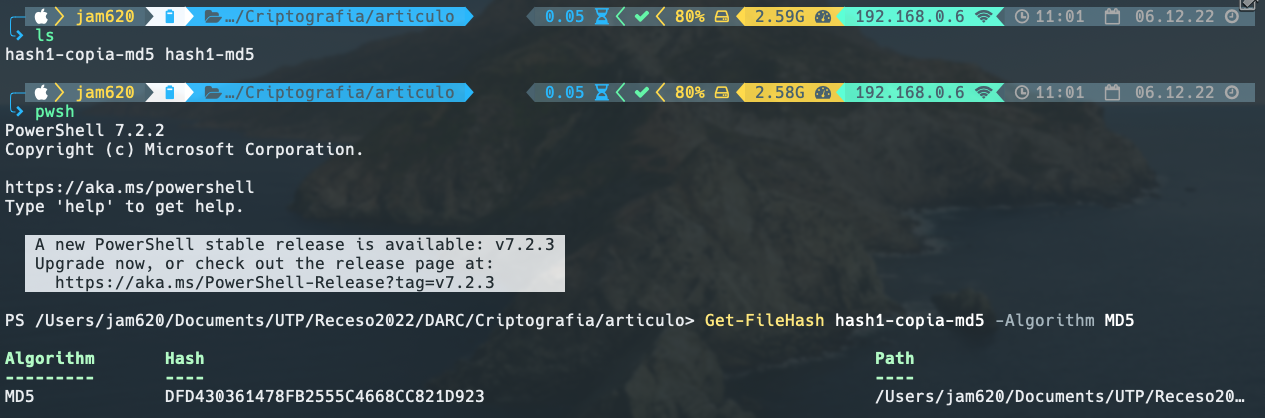 jam620 …/Criptografia/articulo 0.05 80% 2.59G 192.168.0.6 11:01 06.12.22
ls
hash1-copia-md5 hash1-md5
jam620 …/Criptografia/articulo 0.05 80% 2.58G 192.168.0.6 11:01 06.12.22
pwsh
PowerShell 7.2.2
Copyright (c) Microsoft Corporation.
https://aka.ms/powershell
Type 'help' to get help.
A new PowerShell stable release is available: v7.2.3
Upgrade now, or check out the release page at:
https://aka.ms/PowerShell-Release?tag=v7.2.3
PS /Users/jam620/Documents/UTP/Receso2022/DARC/Criptografia/articulo> Get-FileHash hash1-copia-md5 -Algorithm MD5
Algorithm Hash Path
--------- ---- ----
MD5 DFD430361478FB2555C4668CC821D923 /Users/jam620/Documents/UTP/Receso20…